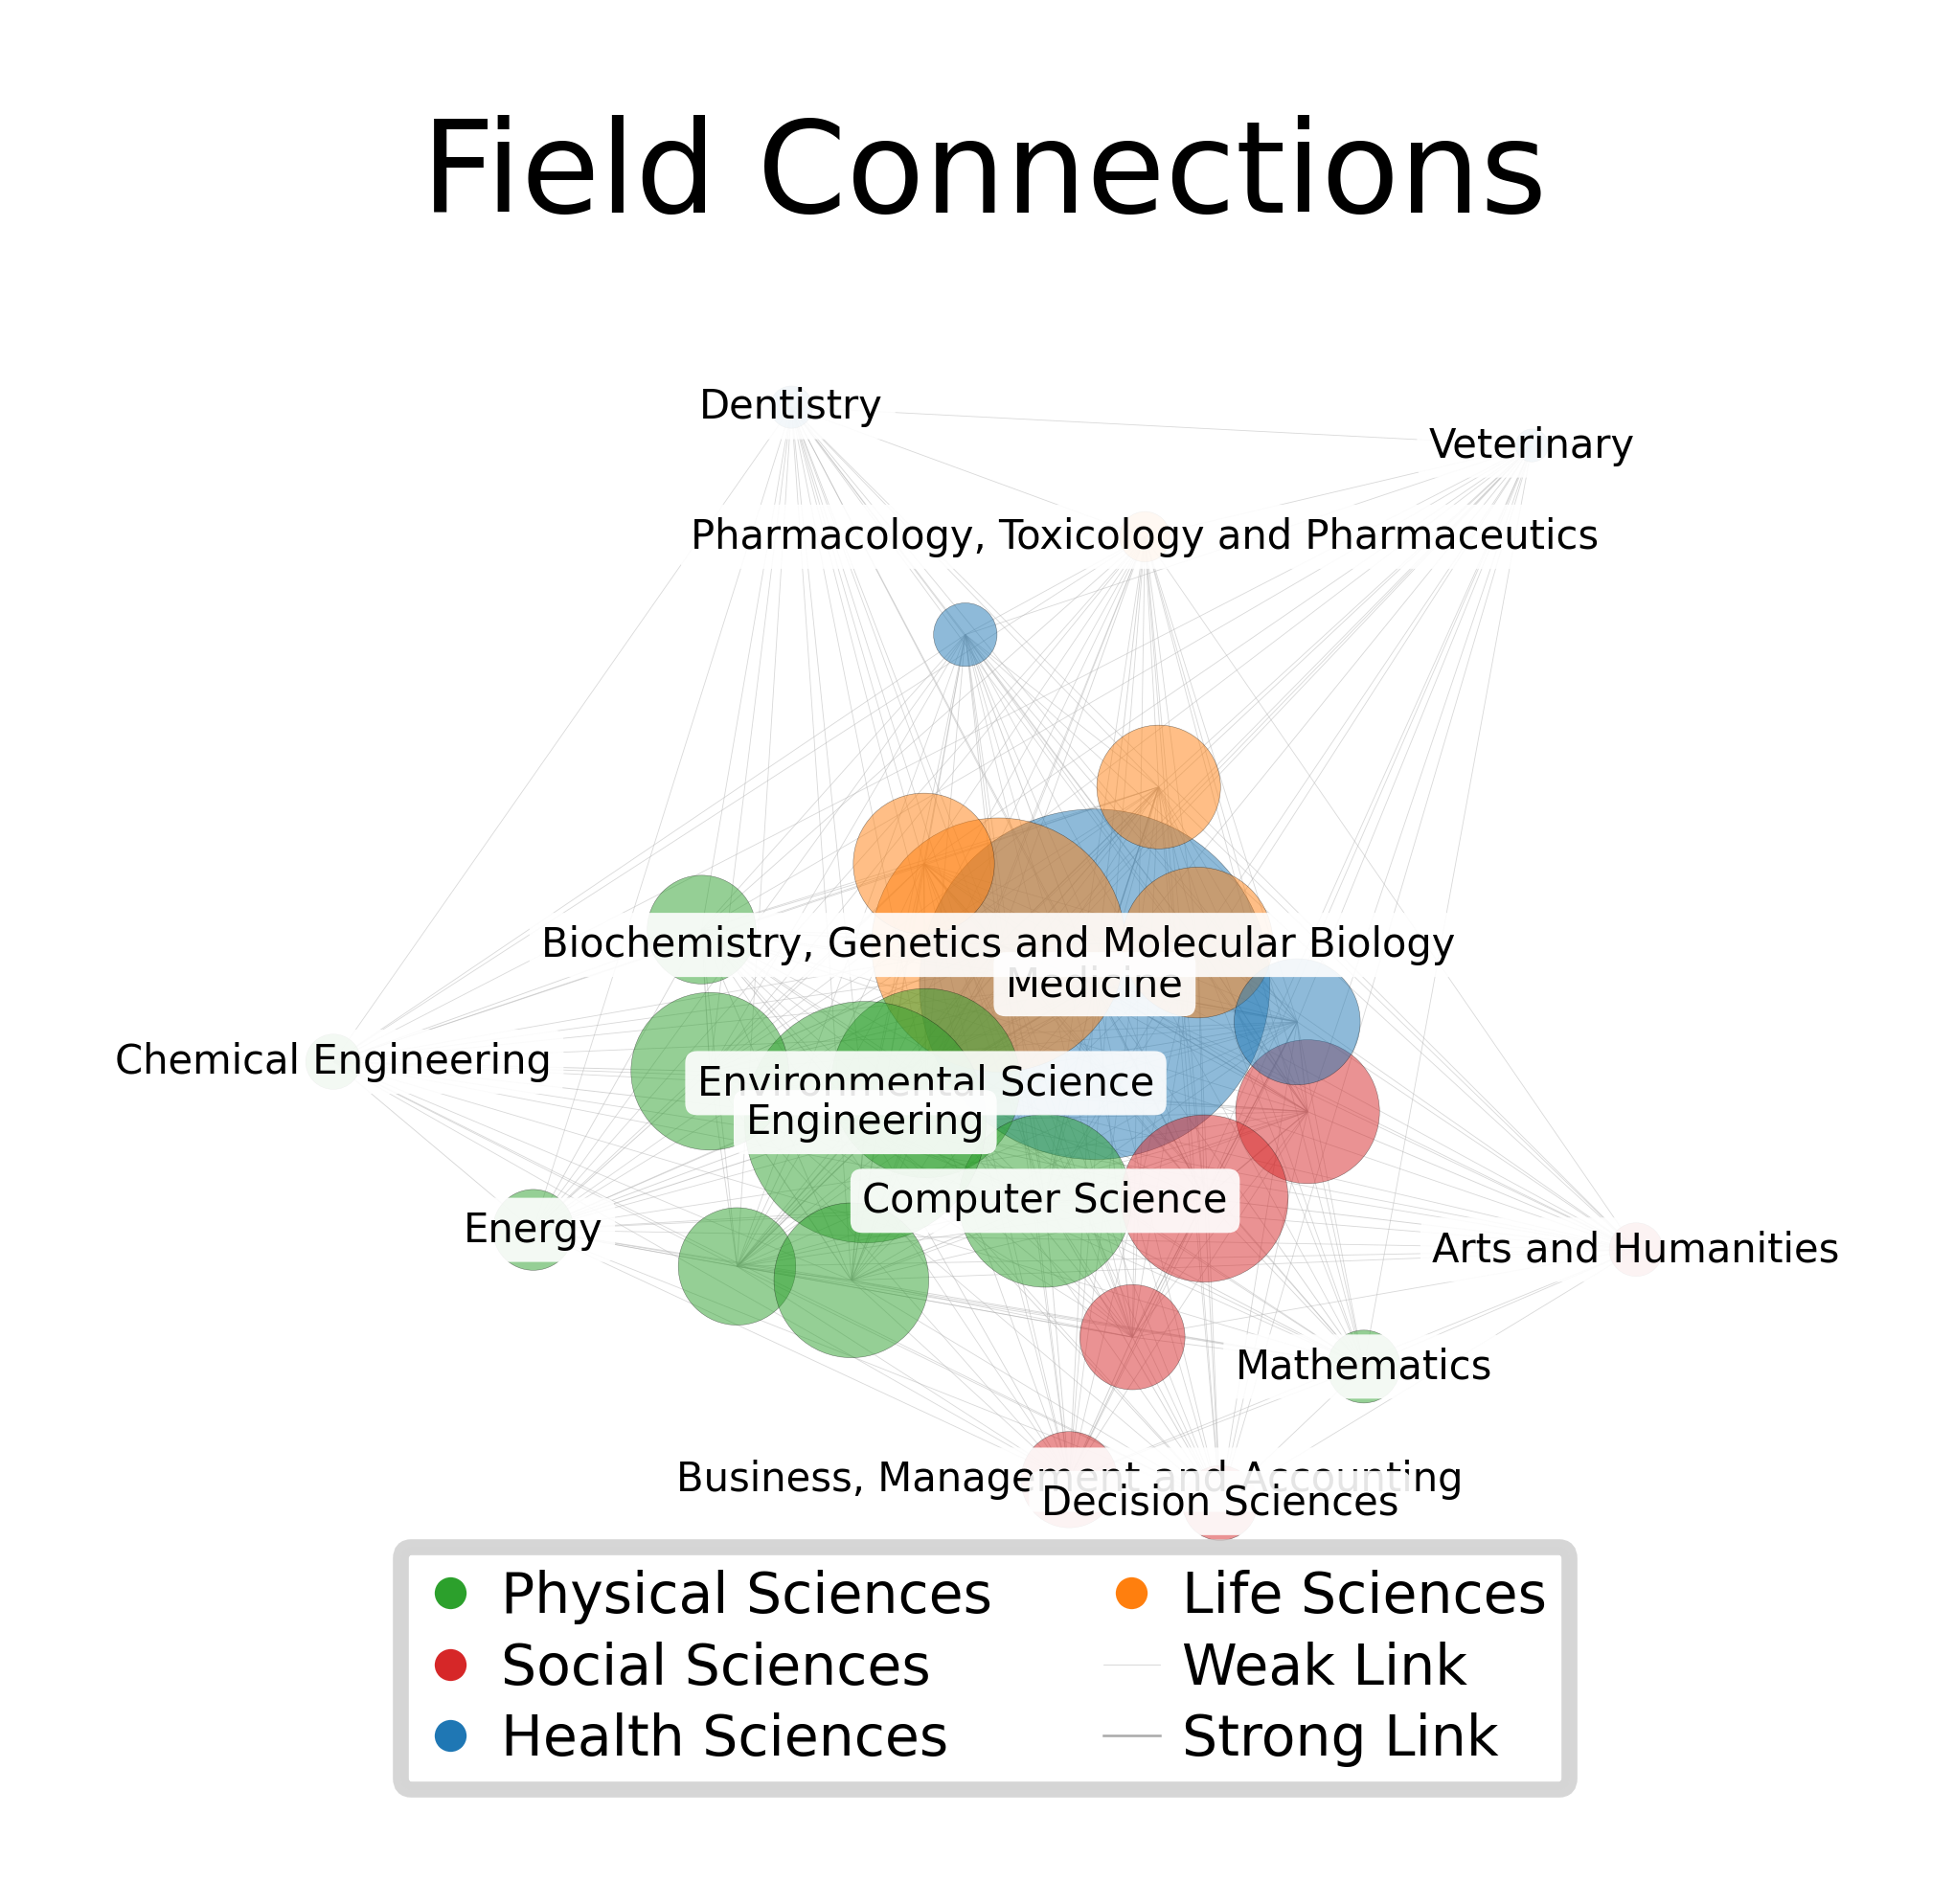 Field Connections
Dentistry
Veterinary
Pharmacology, Toxicology and Pharmaceutics
Biochemistry, Genetics and Molecular Biology
Medicine
Chemical Engineering
Environmental Science
Engineering
Computer Science
Energy
Arts and Humanities
Mathematics
Business, Management and Accounting
Decision Sciences
Physical Sciences
Social Sciences
Health Sciences
Life Sciences
Weak Link
Strong Link